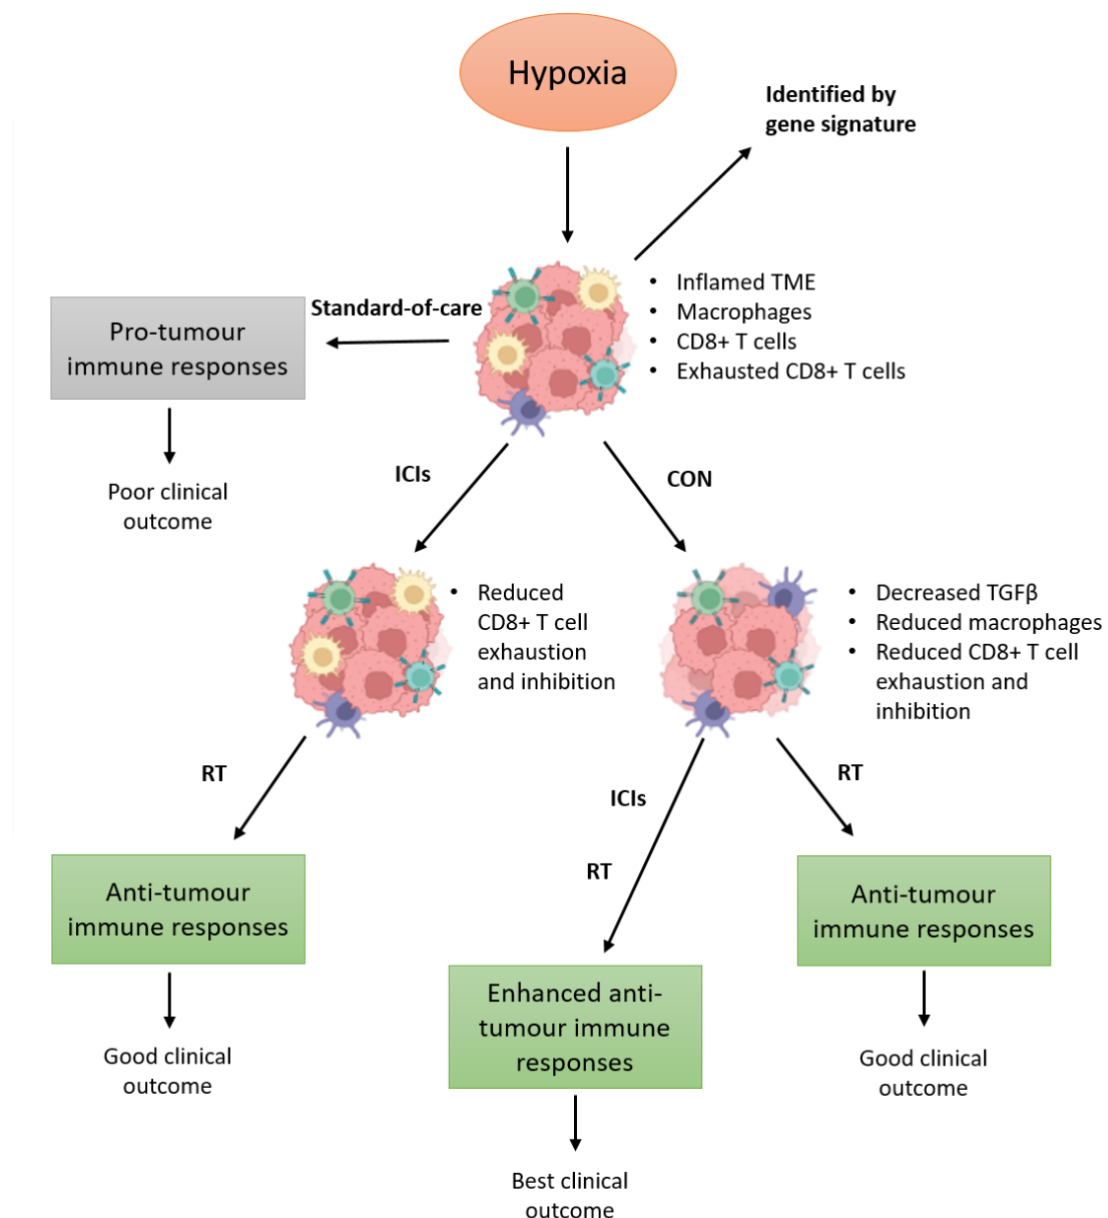 Hypoxia
Identified by
gene signature
• Inflamed TME
• Macrophages
• CD8+ T cells
• Exhausted CD8+ T cells
Standard-of-care
Pro-tumour
immune responses
Poor clinical
outcome
ICIs
CON
• Reduced
CD8+ T cell
exhaustion
and inhibition
• Decreased TGFβ
• Reduced macrophages
• Reduced CD8+ T cell
exhaustion and
inhibition
RT
ICIs
RT
RT
Anti-tumour
immune responses
Good clinical
outcome
Enhanced anti-
tumour immune
responses
Best clinical
outcome
Anti-tumour
immune responses
Good clinical
outcome